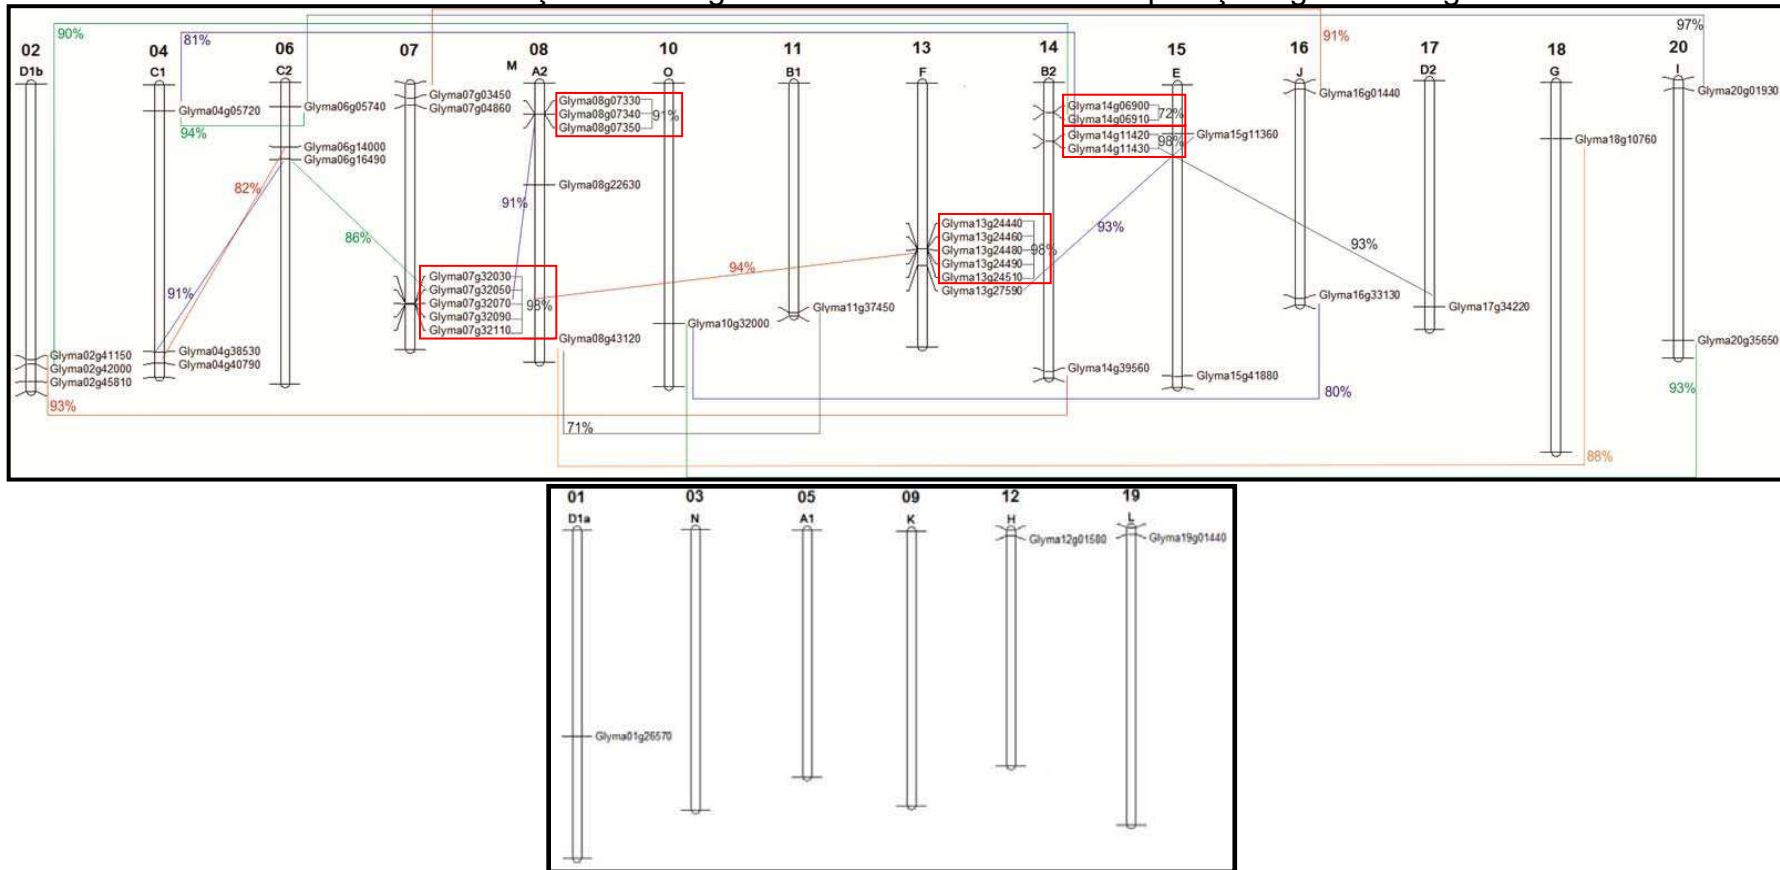 90%
81%
97%
91%
02 04 06 07 08 10 11 13 14 15 16 17 18 20
D1b C1 C2 M A2 O B1 F B2 E J D2 G I
Glyma04g05720
94%
Glyma06g05740
Glyma06g14000
Glyma06g16490
82%
86%
91%
Glyma02g41150
Glyma02g42000
Glyma02g45810
93%
Glyma04g38530
Glyma04g40790
Glyma07g03450
Glyma07g04860
Glyma07g32030
Glyma07g32050
Glyma07g32070
Glyma07g32090
Glyma07g32110
98%
Glyma08g07330
Glyma08g07340
Glyma08g07350
91%
Glyma08g22630
91%
94%
Glyma08g43120
71%
Glyma10g32000
Glyma11g37450
Glyma13g24440
Glyma13g24460
Glyma13g24480
Glyma13g24490
Glyma13g24510
98%
Glyma13g27590
Glyma14g06900
Glyma14g06910
72%
Glyma14g11420
Glyma14g11430
98%
Glyma14g39560
Glyma15g11360
93%
93%
Glyma15g41880
Glyma16g01440
Glyma16g33130
80%
Glyma17g34220
Glyma18g10760
88%
Glyma20g01930
Glyma20g35650
93%
01 03 05 09 12 19
D1a N A1 K H L
Glyma12g01580
Glyma19g01440
Glyma01g26570